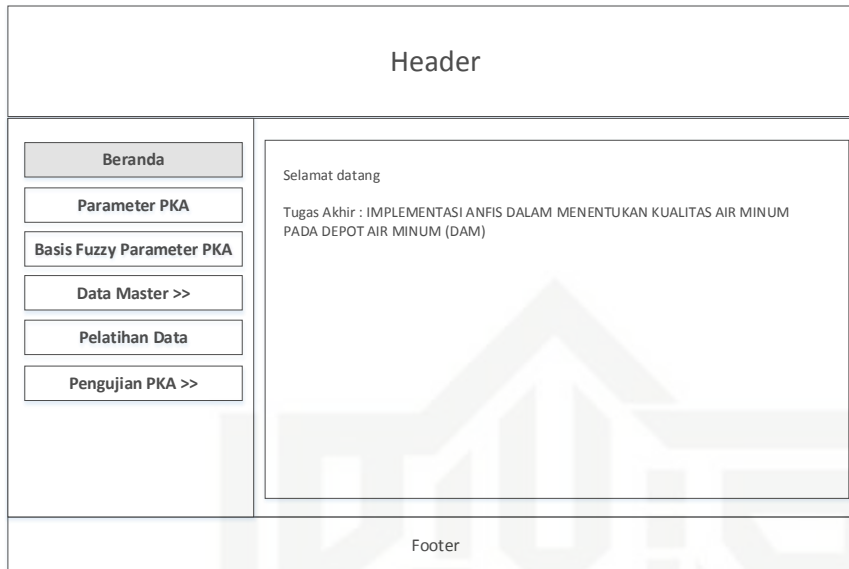 Header
Beranda
Parameter PKA
Basis Fuzzy Parameter PKA
Data Master >>
Pelatihan Data
Pengujian PKA >>
Selamat datang
Tugas Akhir : IMPLEMENTASI ANFIS DALAM MENENTUKAN KUALITAS AIR MINUM
PADA DEPOT AIR MINUM (DAM)
Footer